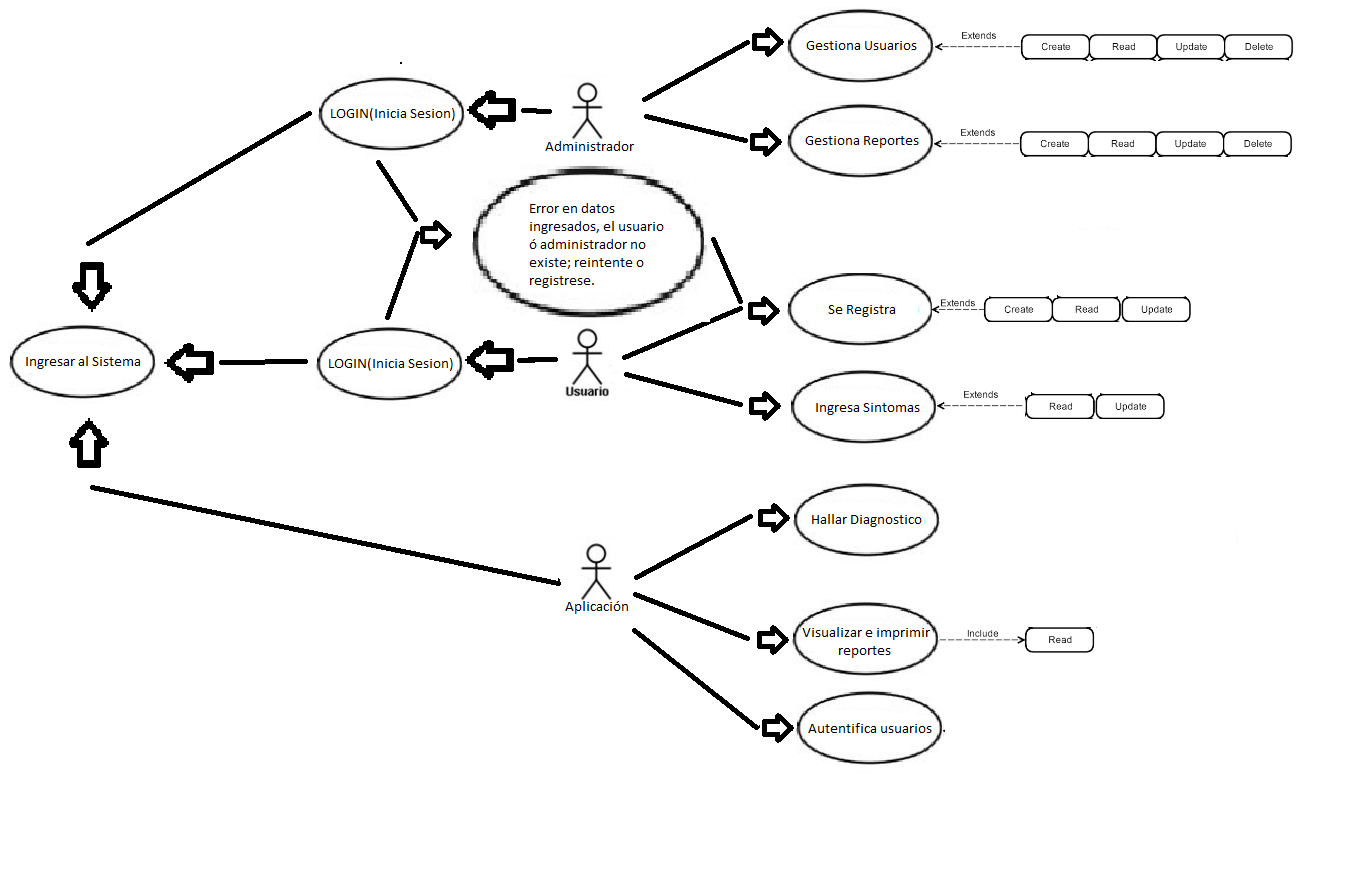 Gestiona Usuarios
Extends
Create
Read
Update
Delete
LOGIN(Inicia Sesion)
Administrador
Gestiona Reportes
Extends
Create
Read
Update
Delete
Error en datos
ingresados, el usuario
ó administrador no
existe; reintente o
registrese.
Se Registra
Extends
Create
Read
Update
Ingresar al Sistema
LOGIN(Inicia Sesion)
Usuario
Ingresa Sintomas
Extends
Read
Update
Hallar Diagnostico
Aplicación
Visualizar e imprimir
reportes
Include
Read
Autentifica usuarios